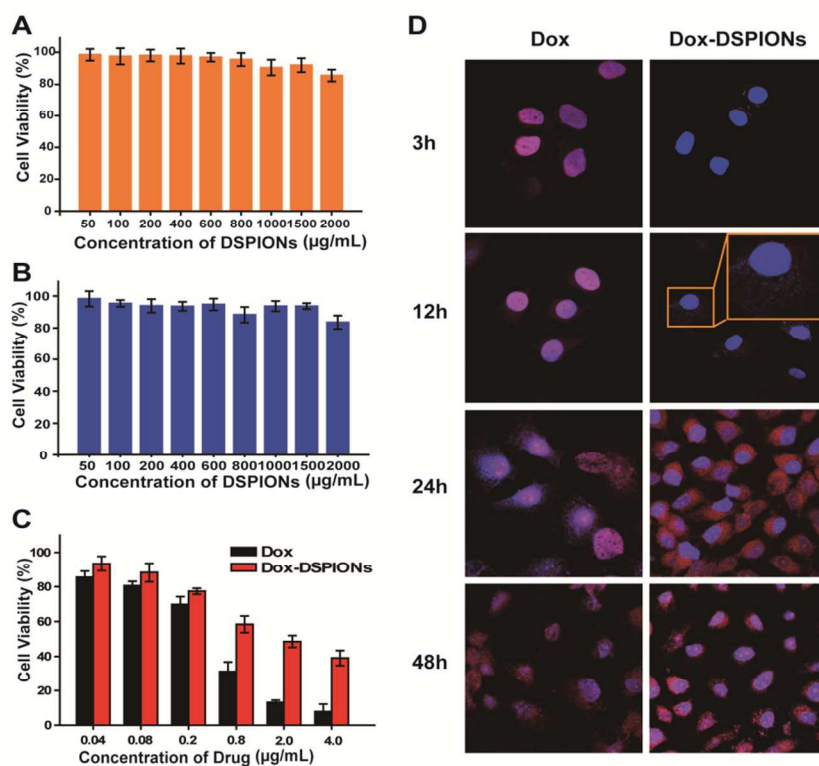 A
Cell Viability (%)
100
80
60
40
20
0
50 100 200 400 600 800 1000 1500 2000
Concentration of DSPIONs (µg/mL)
B
Cell Viability (%)
100
80
60
40
20
0
50 100 200 400 600 800 1000 1500 2000
Concentration of DSPIONs (µg/mL)
C
Cell Viability (%)
100
80
60
40
20
0
Dox
Dox-DSPIONs
0.04 0.08 0.2 0.8 2.0 4.0
Concentration of Drug (µg/mL)
D
Dox Dox-DSPIONs
3h
12h
24h
48h